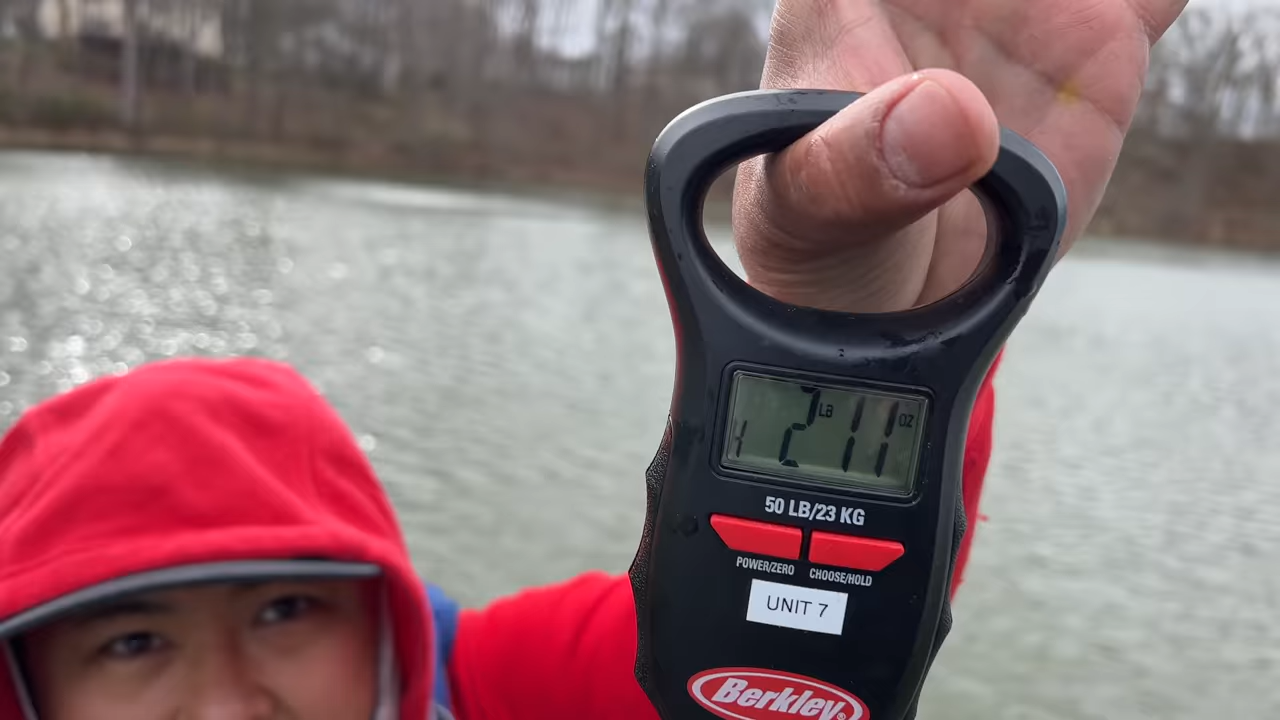 2 LB 11 OZ
50 LB/23 KG
POWER/ZERO CHOOSE/HOLD
UNIT 7
Berkley